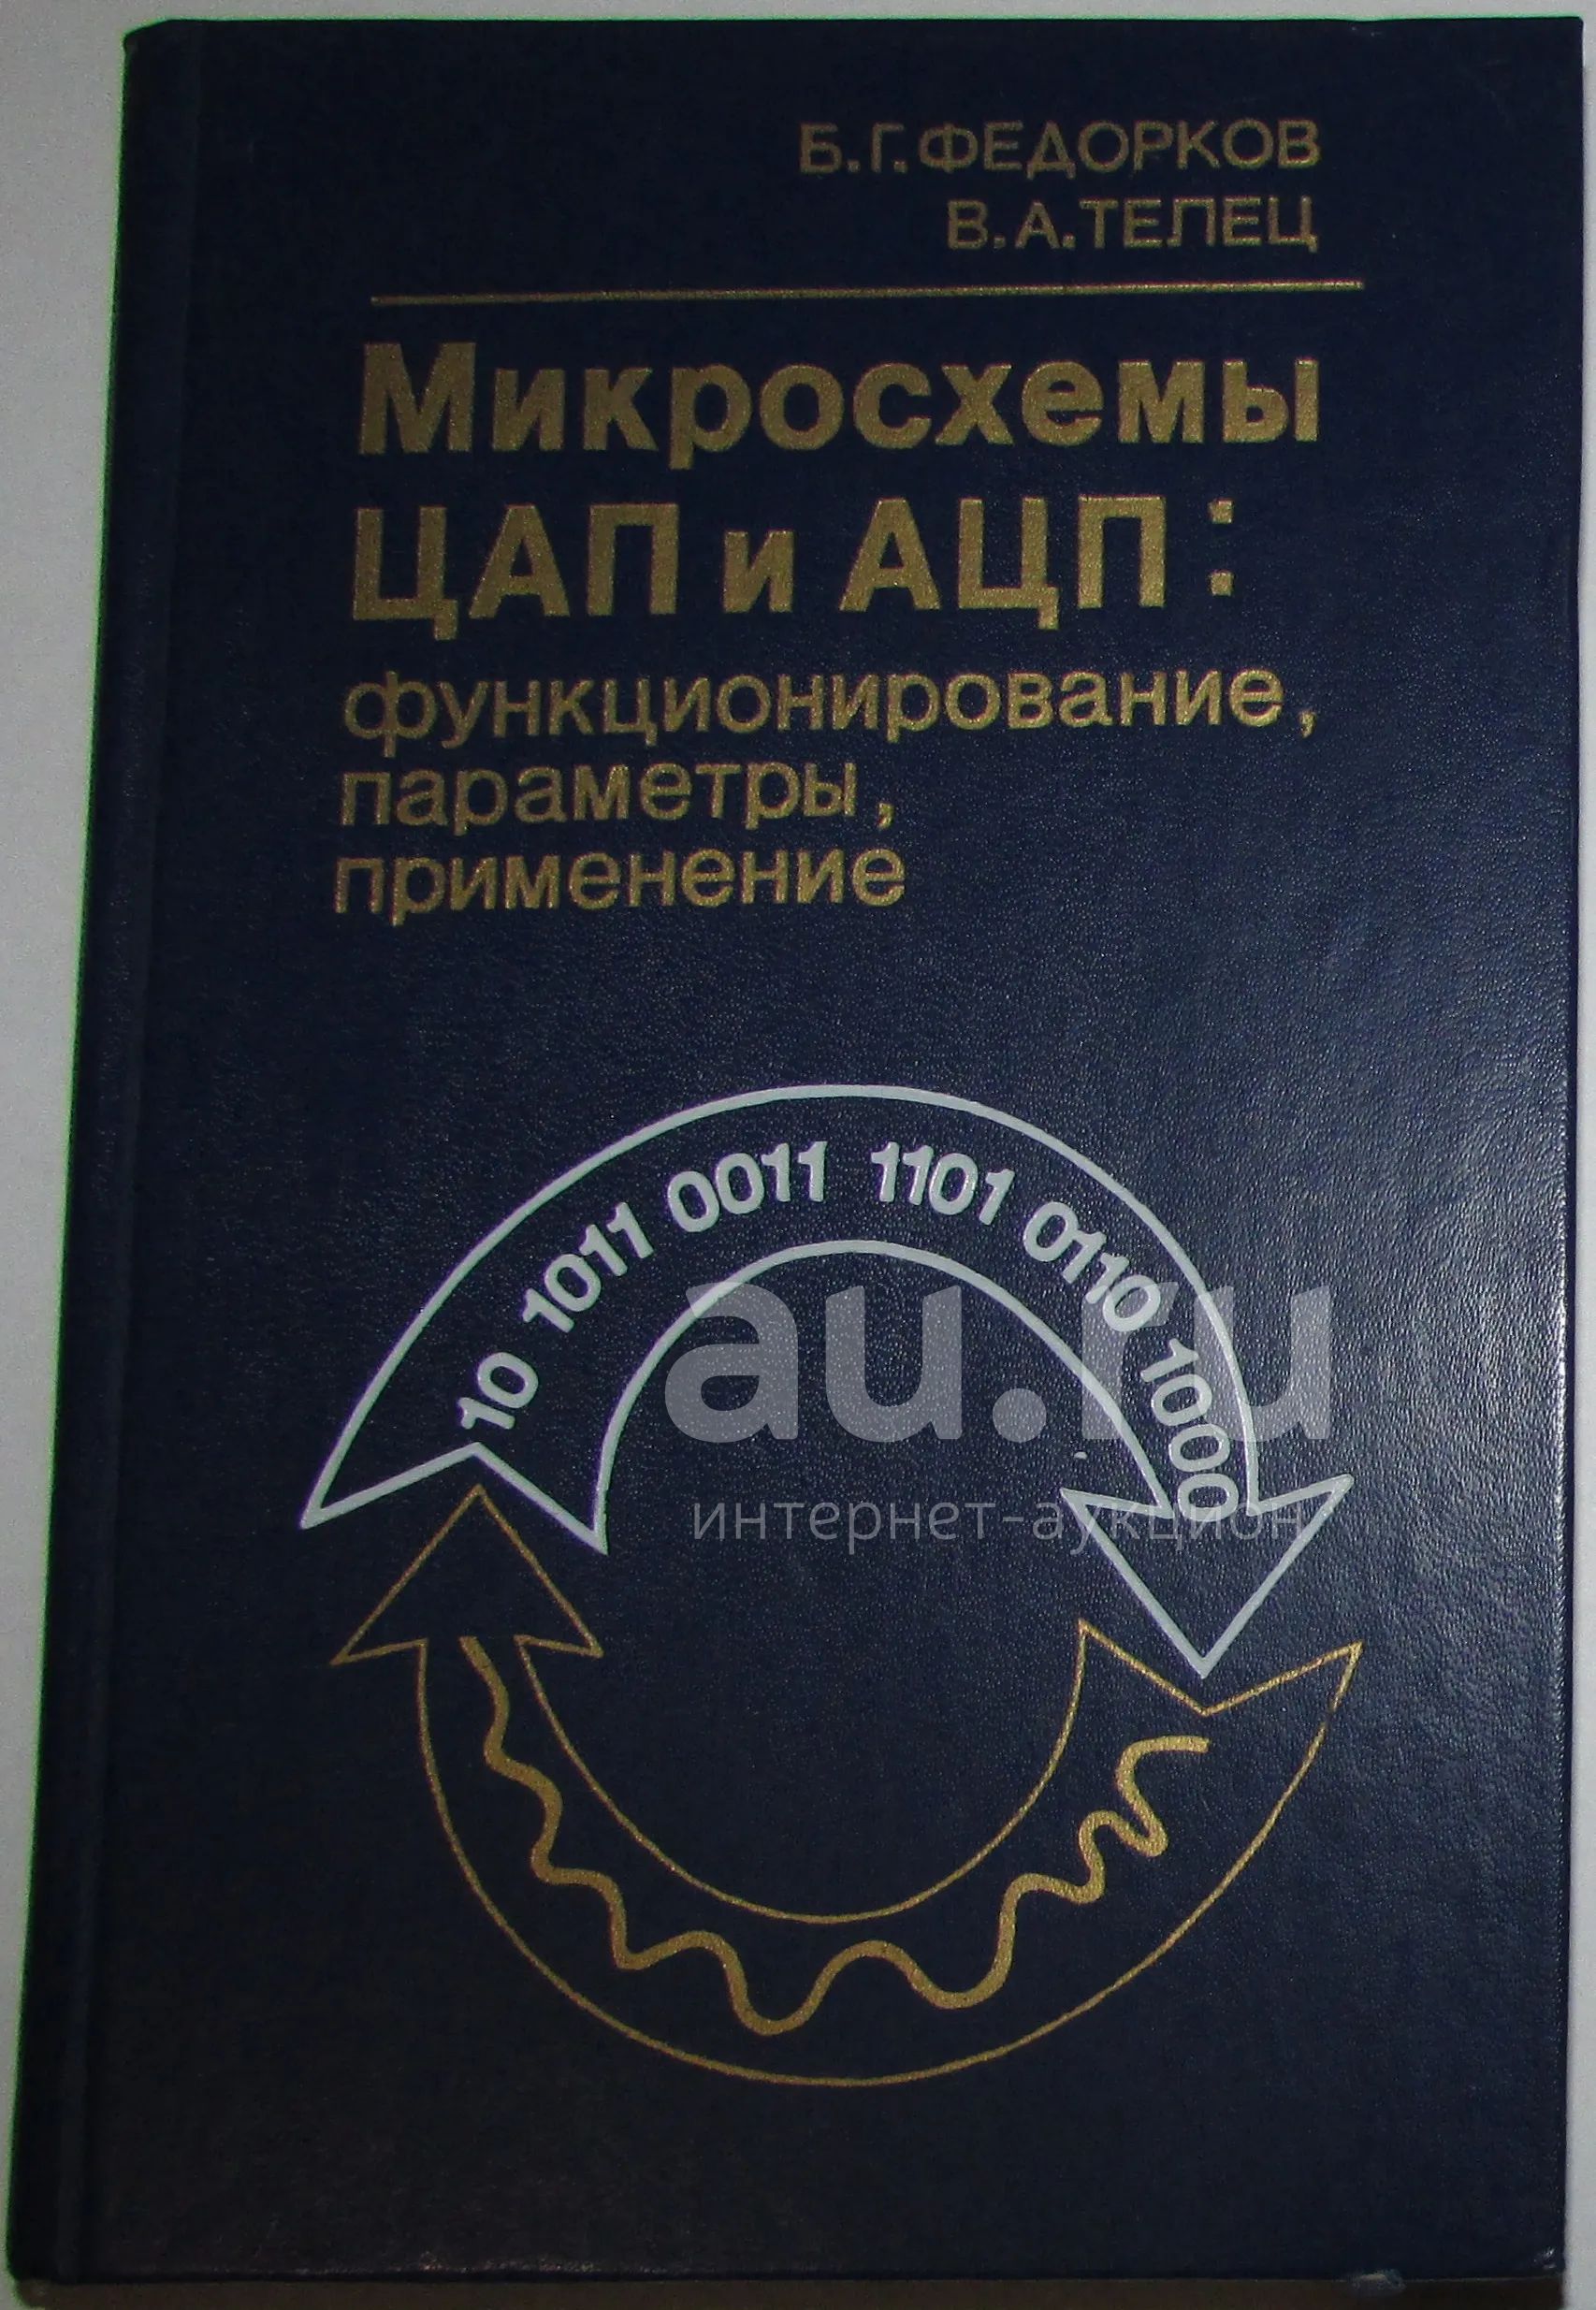 Б.Г.ФЕДОРКОВ
В.А.ТЕЛЕЦ
Микросхемы
ЦАП и АЦП:
функционирование,
параметры,
применение
10 1011 0011 1101 0110 1000
au.ru
интернет-аукцион